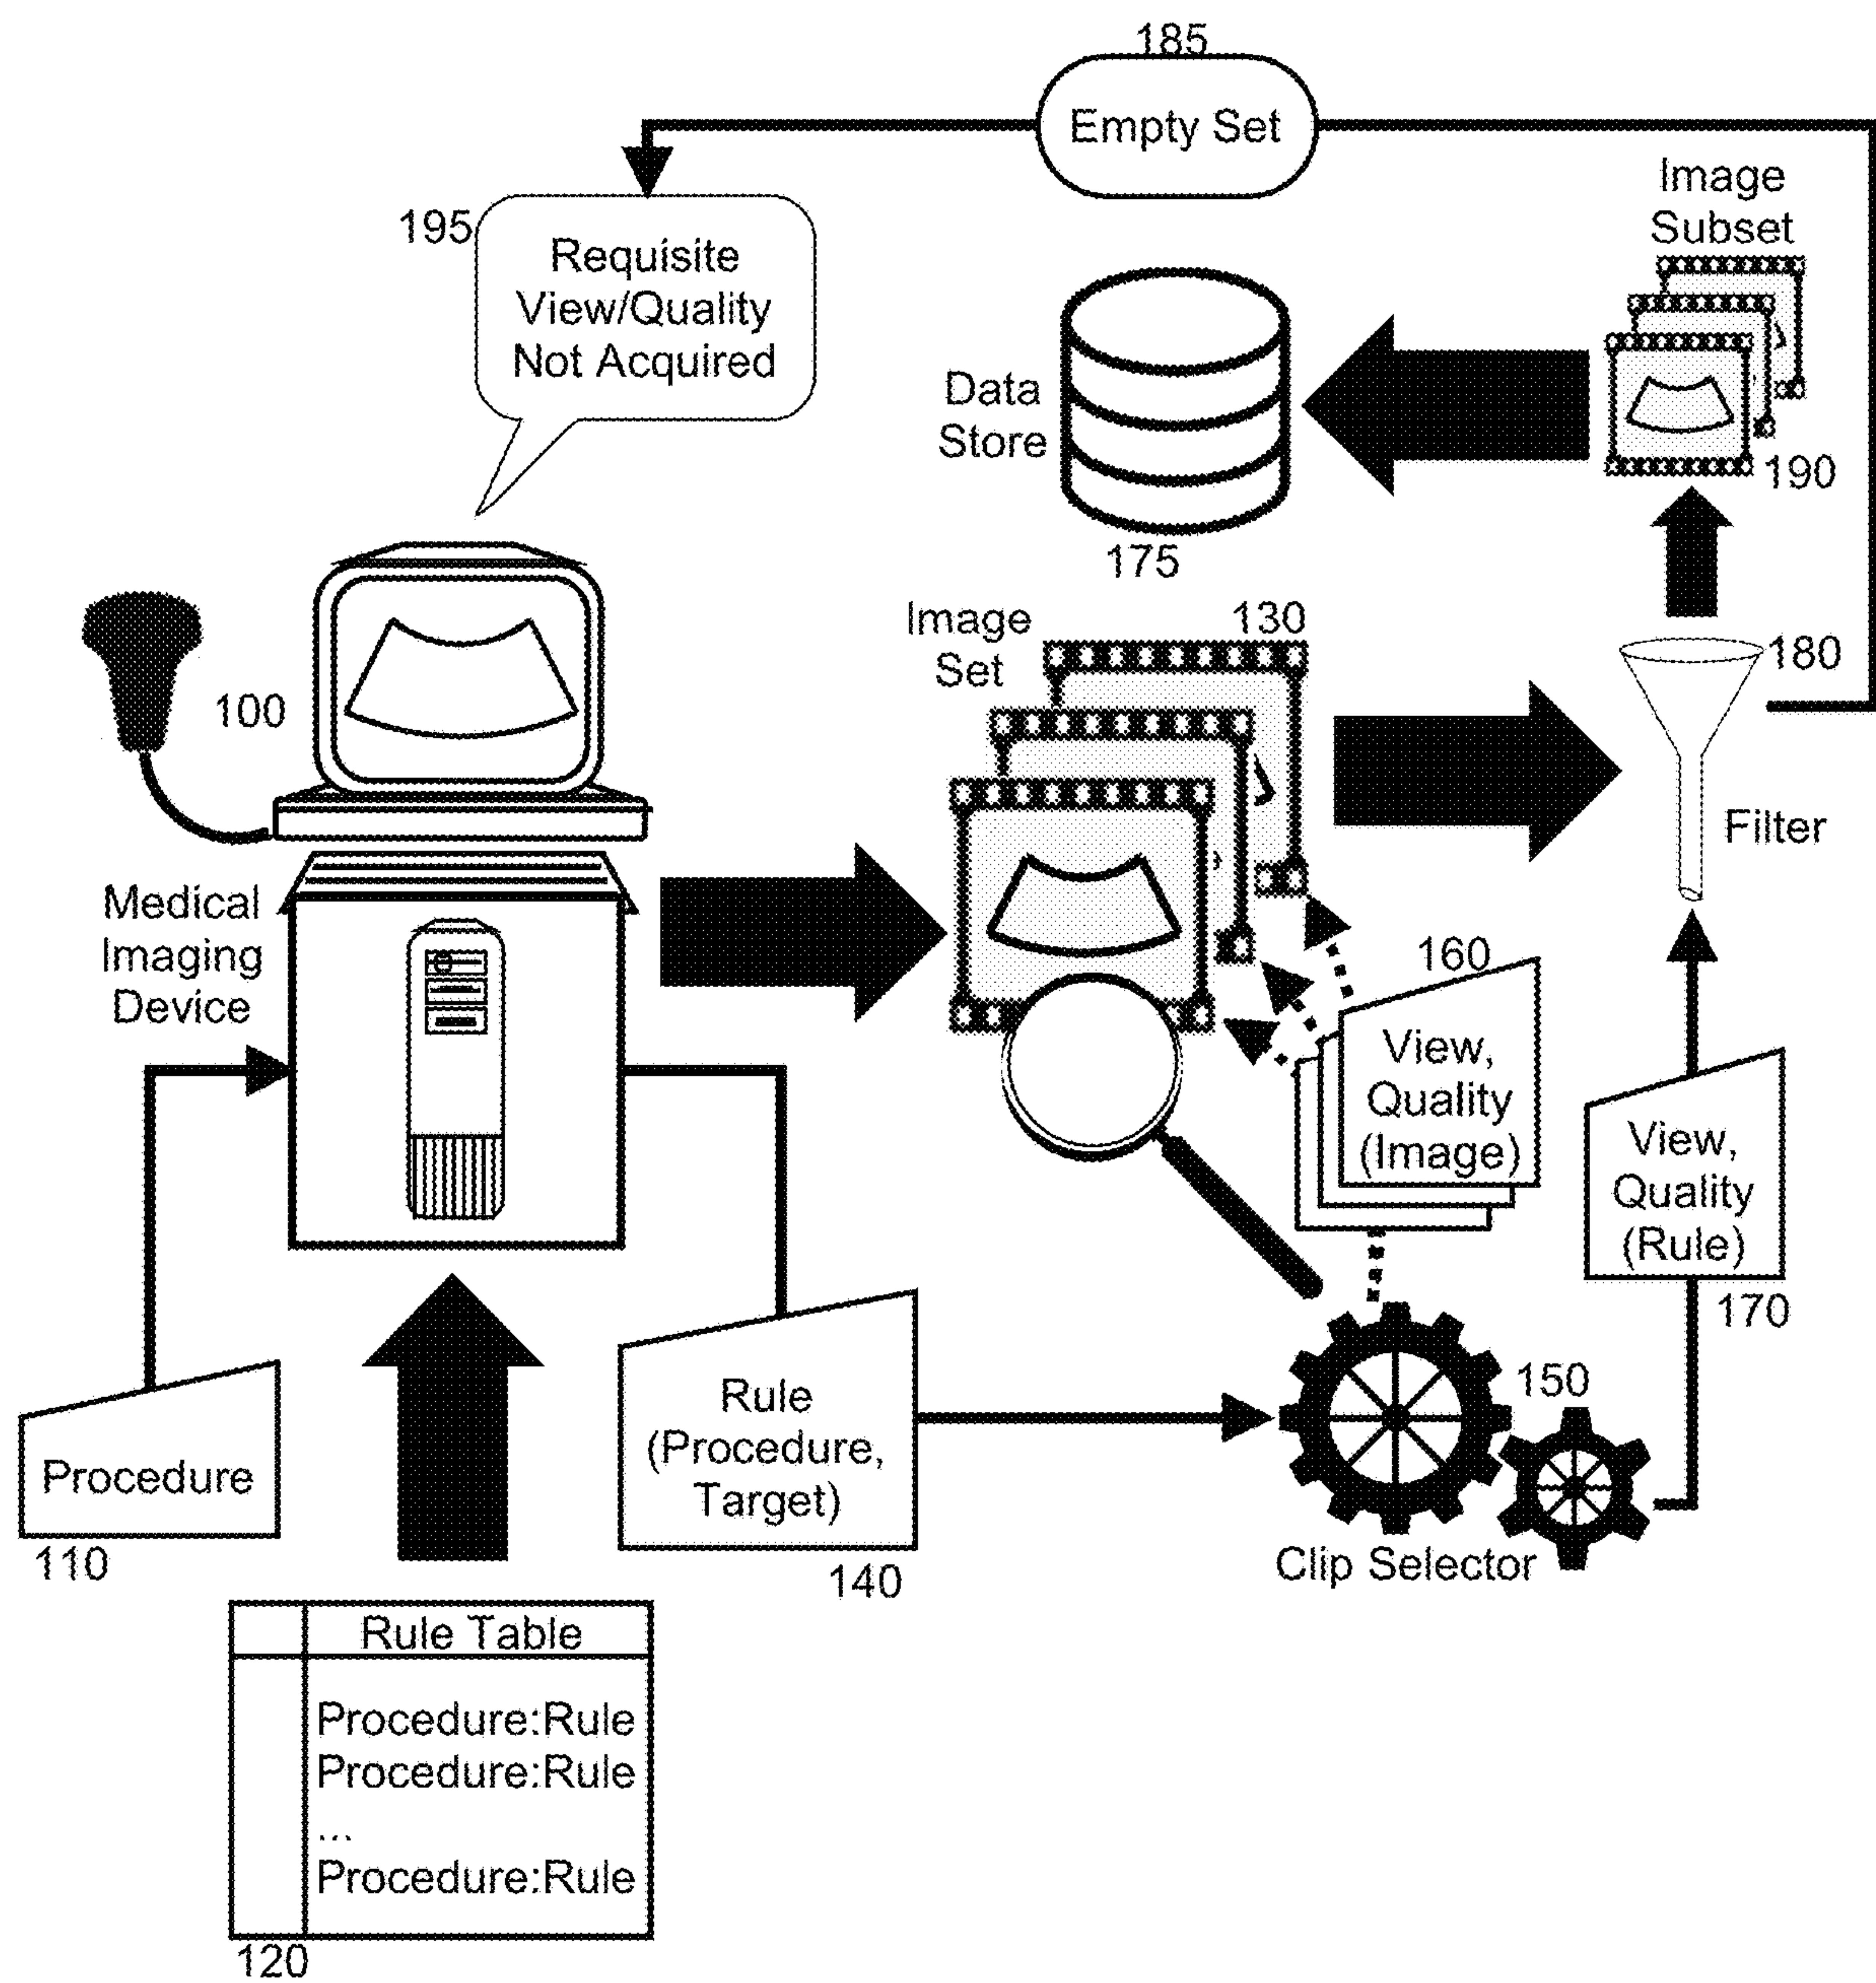 185
Empty Set
Image
Subset
195
Requisite
View/Quality
Not Acquired
Data
Store
190
175
Image
Set
130
180
100
Filter
Medical
Imaging
Device
160
View,
Quality
(Image)
View,
Quality
(Rule)
170
Procedure
110
Rule
(Procedure,
Target)
140
150
Clip Selector
Rule Table
Procedure:Rule
Procedure:Rule
...
Procedure:Rule
120